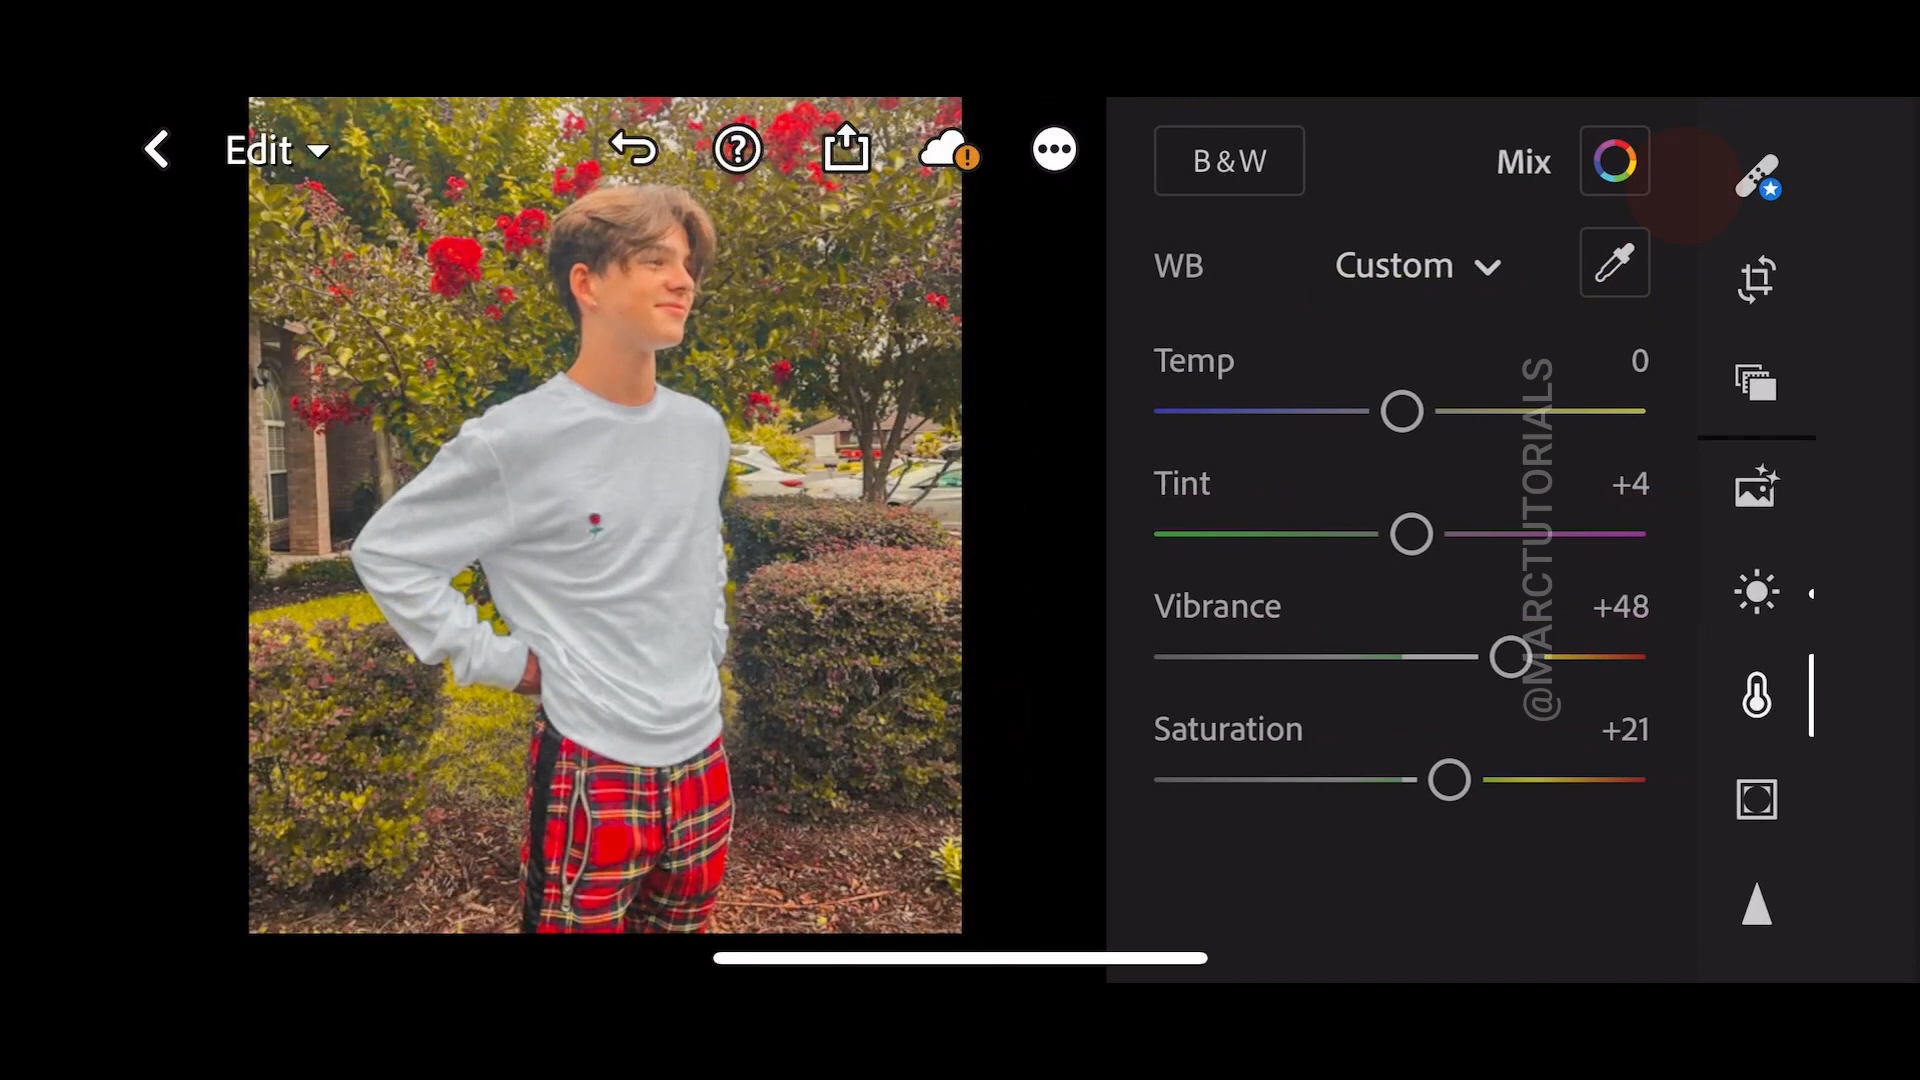 Edit
B&W
Mix
WB
Custom
Temp
0
Tint
+4
Vibrance
+48
Saturation
+21
@MARCTUTORIALS